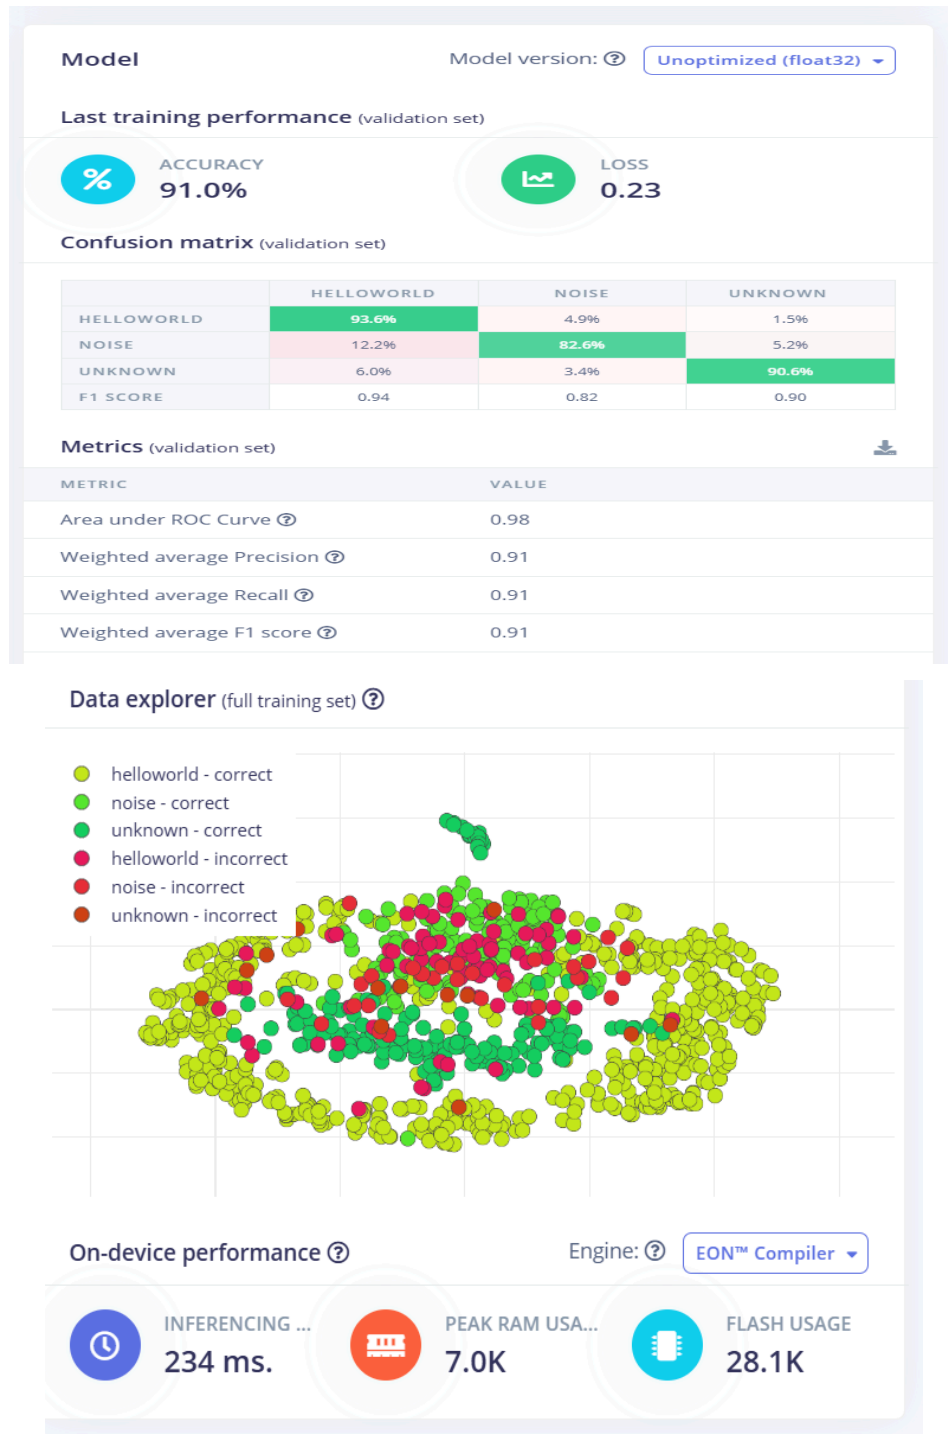 Model
Model version: Unoptimized (float32)
Last training performance (validation set)
% ACCURACY
91.0%
LOSS
0.23
Confusion matrix (validation set)
HELLOWORLD NOISE UNKNOWN
HELLOWORLD 93.6% 4.9% 1.5%
NOISE 12.2% 82.6% 5.2%
UNKNOWN 6.0% 3.4% 90.6%
F1 SCORE 0.94 0.82 0.90
Metrics (validation set)
METRIC VALUE
Area under ROC Curve ? 0.98
Weighted average Precision ? 0.91
Weighted average Recall ? 0.91
Weighted average F1 score ? 0.91
Data explorer (full training set) ?
helloworld - correct
noise - correct
unknown - correct
helloworld - incorrect
noise - incorrect
unknown - incorrect
On-device performance ? Engine: ? EON™ Compiler
INFERENCING ...
234 ms.
PEAK RAM USA...
7.0K
FLASH USAGE
28.1K